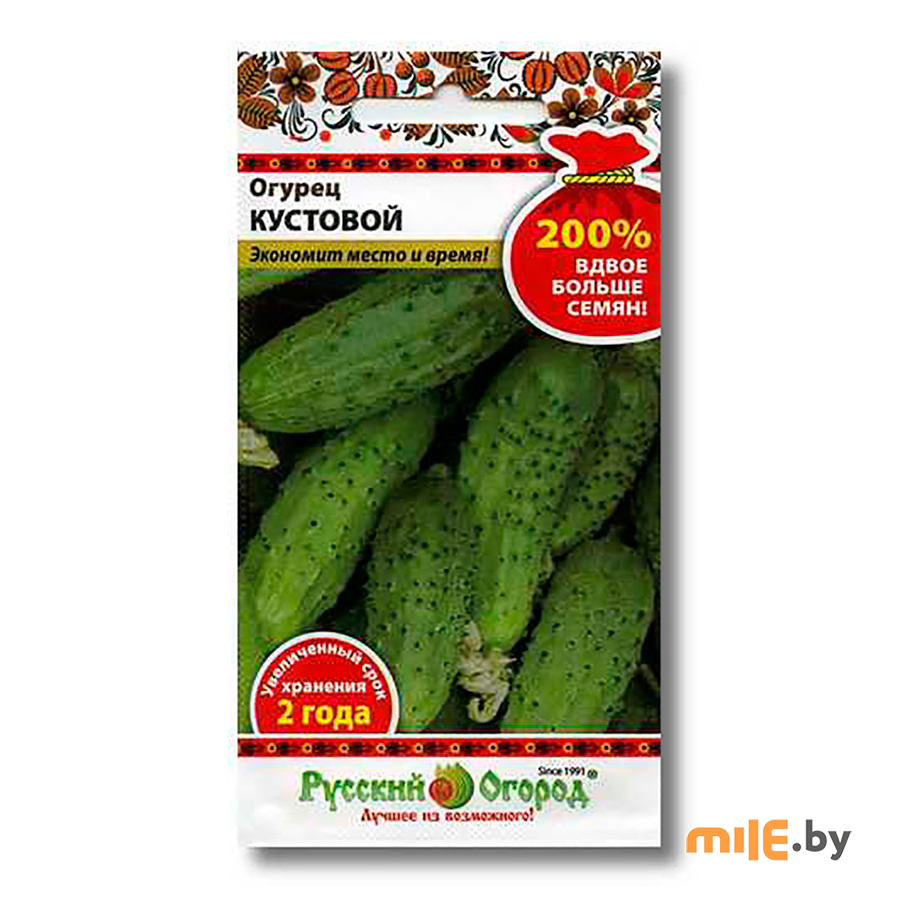 Огурец
КУСТОВОЙ
Экономит место и время!
200%
ВДВОЕ
БОЛЬШЕ
СЕМЯН!
Увеличенный срок
хранения
2 года
Since 1991
Русский Огород®
Лучшее из возможного!
mile.by